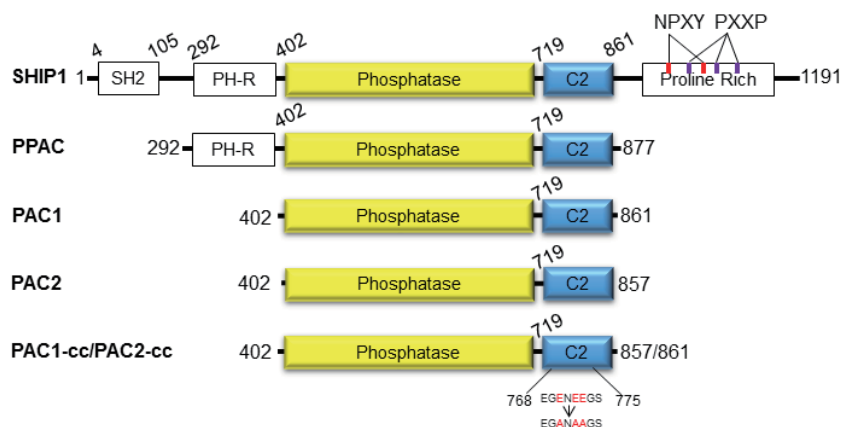 NPXY PXXP
4 105 292 402 719 861
SHIP1 1 SH2 PH-R Phosphatase C2 Proline Rich 1191
402 719
PPAC 292 PH-R Phosphatase C2 877
719
PAC1 402 Phosphatase C2 861
719
PAC2 402 Phosphatase C2 857
719
PAC1-cc/PAC2-cc 402 Phosphatase C2 857/861
768 EGENEEGS 775
EGANAAGS